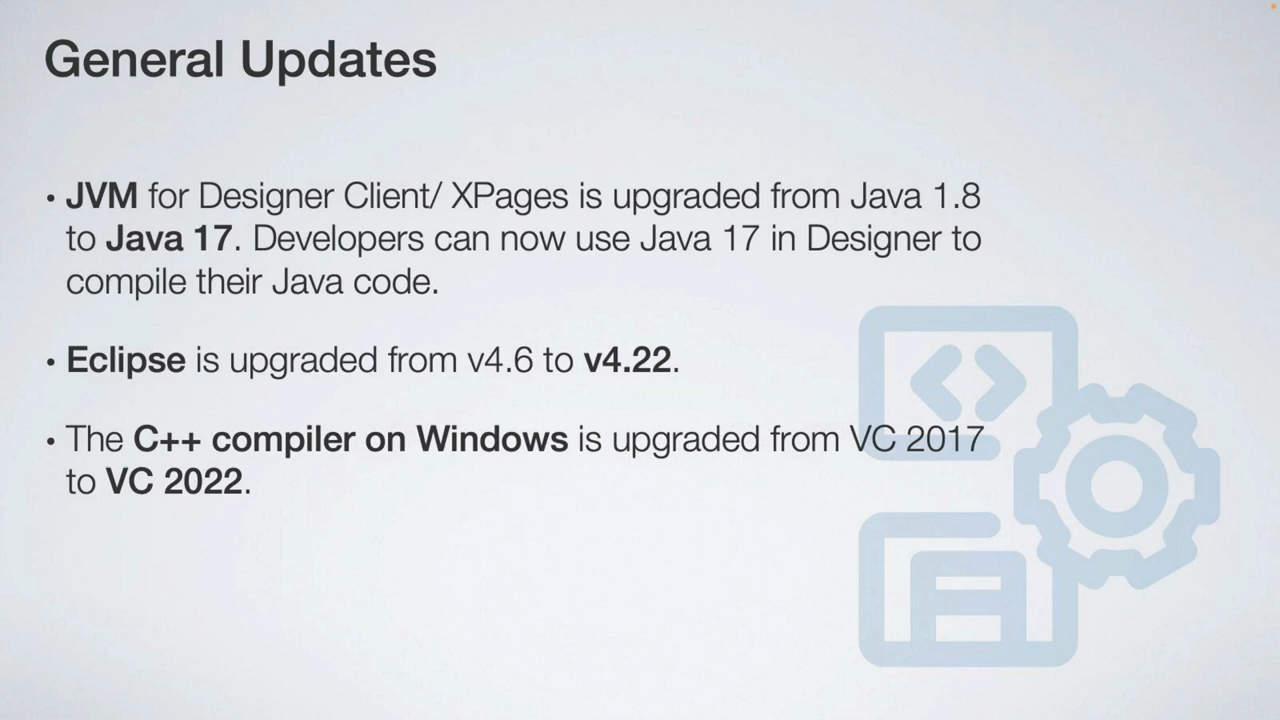 General Updates
• JVM for Designer Client/ XPages is upgraded from Java 1.8
to Java 17. Developers can now use Java 17 in Designer to
compile their Java code.
• Eclipse is upgraded from v4.6 to v4.22.
• The C++ compiler on Windows is upgraded from VC 2017
to VC 2022.